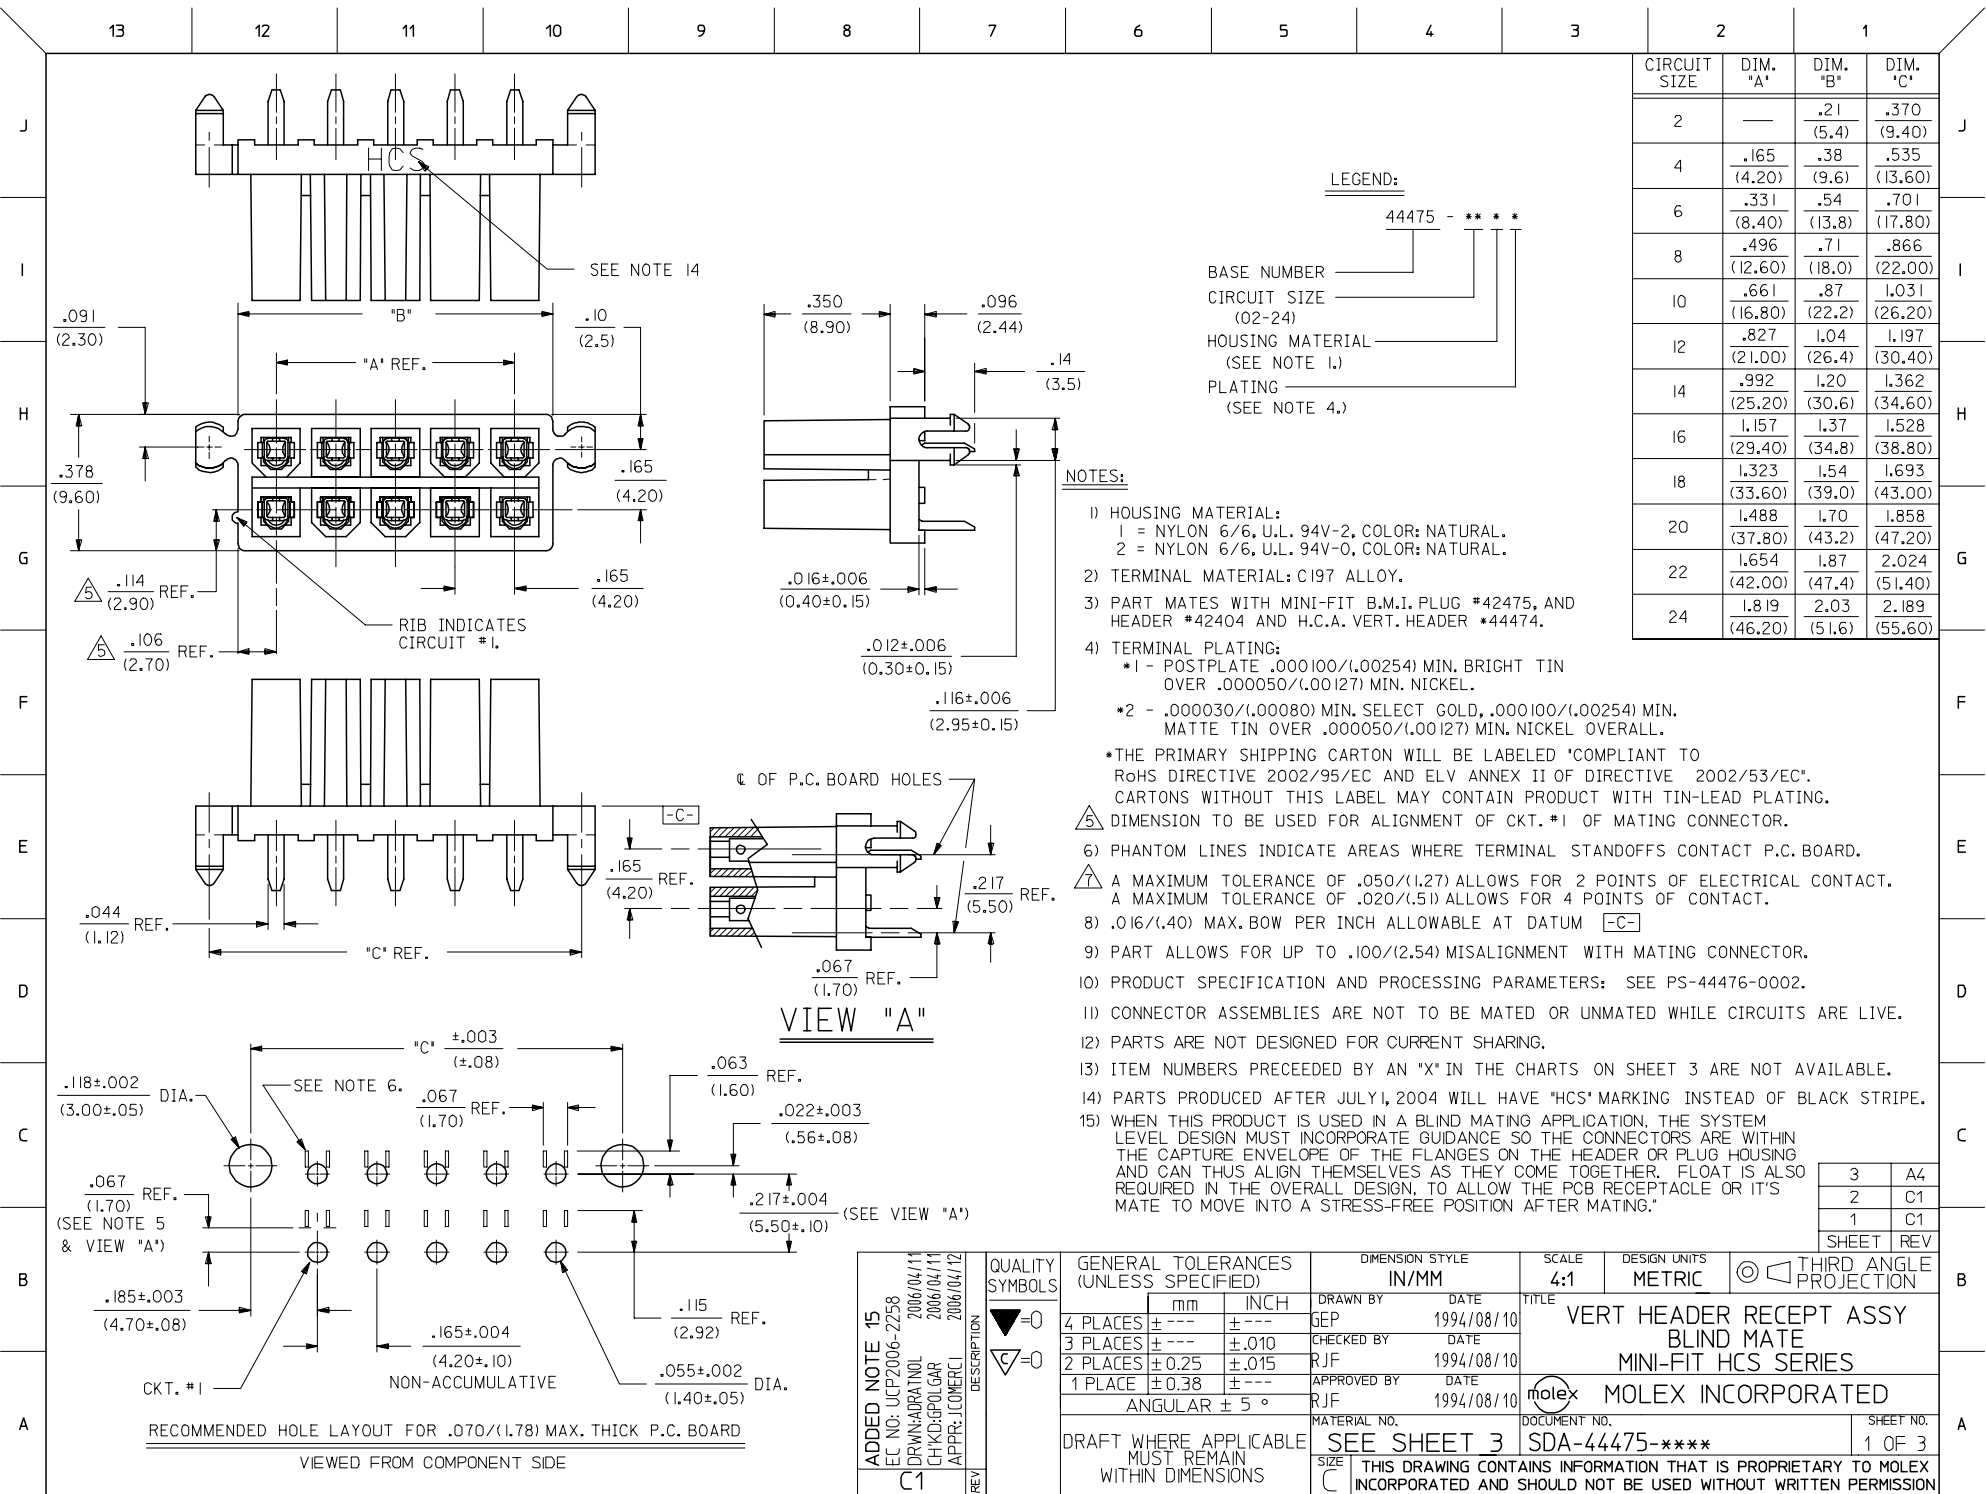 13 12 11 10 9 8 7 6 5 4 3 2 1
J
I
H
G
F
E
D
C
B
A
HCS
SEE NOTE 14
"B"
.091
(2.30)
.10
(2.5)
"A" REF.
.378
(9.60)
.165
(4.20)
5 .114 REF.
(2.90)
5 .106 REF.
(2.70)
RIB INDICATES
CIRCUIT #1.
.165
(4.20)
.350
(8.90)
.096
(2.44)
.14
(3.5)
.016±.006
(0.40±0.15)
.012±.006
(0.30±0.15)
.116±.006
(2.95±0.15)
-C-
.044 REF.
(1.12)
"C" REF.
℄ OF P.C. BOARD HOLES
.165 REF.
(4.20)
.217 REF.
(5.50)
.067 REF.
(1.70)
VIEW "A"
"C" ±.003
(±.08)
.118±.002 DIA.
(3.00±.05)
SEE NOTE 6.
.067 REF.
(1.70)
.063 REF.
(1.60)
.022±.003
(.56±.08)
.067 REF.
(1.70)
(SEE NOTE 5
& VIEW "A")
.217±.004 (SEE VIEW "A")
(5.50±.10)
.185±.003
(4.70±.08)
.165±.004
(4.20±.10)
NON-ACCUMULATIVE
.115 REF.
(2.92)
.055±.002 DIA.
(1.40±.05)
CKT. #1
RECOMMENDED HOLE LAYOUT FOR .070/(1.78) MAX. THICK P.C. BOARD
VIEWED FROM COMPONENT SIDE
LEGEND:
44475 - ** * *
BASE NUMBER
CIRCUIT SIZE
(02-24)
HOUSING MATERIAL
(SEE NOTE 1.)
PLATING
(SEE NOTE 4.)
CIRCUIT SIZE DIM. "A" DIM. "B" DIM. "C"
2 — .21 .370
(5.4) (9.40)
4 .165 .38 .535
(4.20) (9.6) (13.60)
6 .331 .54 .701
(8.40) (13.8) (17.80)
8 .496 .71 .866
(12.60) (18.0) (22.00)
10 .661 .87 1.031
(16.80) (22.2) (26.20)
12 .827 1.04 1.197
(21.00) (26.4) (30.40)
14 .992 1.20 1.362
(25.20) (30.6) (34.60)
16 1.157 1.37 1.528
(29.40) (34.8) (38.80)
18 1.323 1.54 1.693
(33.60) (39.0) (43.00)
20 1.488 1.70 1.858
(37.80) (43.2) (47.20)
22 1.654 1.87 2.024
(42.00) (47.4) (51.40)
24 1.819 2.03 2.189
(46.20) (51.6) (55.60)
NOTES:
1) HOUSING MATERIAL:
1 = NYLON 6/6, U.L. 94V-2, COLOR: NATURAL.
2 = NYLON 6/6, U.L. 94V-0, COLOR: NATURAL.
2) TERMINAL MATERIAL: C197 ALLOY.
3) PART MATES WITH MINI-FIT B.M.I. PLUG #42475, AND
HEADER #42404 AND H.C.A. VERT. HEADER *44474.
4) TERMINAL PLATING:
*1 - POSTPLATE .000100/(.00254) MIN. BRIGHT TIN
OVER .000050/(.00127) MIN. NICKEL.
*2 - .000030/(.00080) MIN. SELECT GOLD, .000100/(.00254) MIN.
MATTE TIN OVER .000050/(.00127) MIN. NICKEL OVERALL.
*THE PRIMARY SHIPPING CARTON WILL BE LABELED "COMPLIANT TO
RoHS DIRECTIVE 2002/95/EC AND ELV ANNEX II OF DIRECTIVE 2002/53/EC".
CARTONS WITHOUT THIS LABEL MAY CONTAIN PRODUCT WITH TIN-LEAD PLATING.
5 DIMENSION TO BE USED FOR ALIGNMENT OF CKT. #1 OF MATING CONNECTOR.
6) PHANTOM LINES INDICATE AREAS WHERE TERMINAL STANDOFFS CONTACT P.C. BOARD.
7 A MAXIMUM TOLERANCE OF .050/(1.27) ALLOWS FOR 2 POINTS OF ELECTRICAL CONTACT.
A MAXIMUM TOLERANCE OF .020/(.51) ALLOWS FOR 4 POINTS OF CONTACT.
8) .016/(.40) MAX. BOW PER INCH ALLOWABLE AT DATUM -C-
9) PART ALLOWS FOR UP TO .100/(2.54) MISALIGNMENT WITH MATING CONNECTOR.
10) PRODUCT SPECIFICATION AND PROCESSING PARAMETERS: SEE PS-44476-0002.
11) CONNECTOR ASSEMBLIES ARE NOT TO BE MATED OR UNMATED WHILE CIRCUITS ARE LIVE.
12) PARTS ARE NOT DESIGNED FOR CURRENT SHARING.
13) ITEM NUMBERS PRECEEDED BY AN "X" IN THE CHARTS ON SHEET 3 ARE NOT AVAILABLE.
14) PARTS PRODUCED AFTER JULY1, 2004 WILL HAVE "HCS" MARKING INSTEAD OF BLACK STRIPE.
15) WHEN THIS PRODUCT IS USED IN A BLIND MATING APPLICATION, THE SYSTEM
LEVEL DESIGN MUST INCORPORATE GUIDANCE SO THE CONNECTORS ARE WITHIN
THE CAPTURE ENVELOPE OF THE FLANGES ON THE HEADER OR PLUG HOUSING
AND CAN THUS ALIGN THEMSELVES AS THEY COME TOGETHER. FLOAT IS ALSO
REQUIRED IN THE OVERALL DESIGN, TO ALLOW THE PCB RECEPTACLE OR IT'S
MATE TO MOVE INTO A STRESS-FREE POSITION AFTER MATING."
3 A4
2 C1
1 C1
SHEET REV
ADDED NOTE 15
EC NO: UCP2006-2258
DRWN:ADRATNOL 2006/04/11
CH'KD:GPOLGAR 2006/04/11
APPR:JCOMERCI 2006/04/12
C1
DESCRIPTION
REV
QUALITY
SYMBOLS
=0
C=0
GENERAL TOLERANCES
(UNLESS SPECIFIED)
mm INCH
4 PLACES ± --- ± ---
3 PLACES ± --- ±.010
2 PLACES ±0.25 ±.015
1 PLACE ±0.38 ± ---
ANGULAR ± 5 °
DRAFT WHERE APPLICABLE
MUST REMAIN
WITHIN DIMENSIONS
DIMENSION STYLE
IN/MM
SCALE
4:1
DESIGN UNITS
METRIC
THIRD ANGLE
PROJECTION
DRAWN BY DATE
GEP 1994/08/10
CHECKED BY DATE
RJF 1994/08/10
APPROVED BY DATE
RJF 1994/08/10
TITLE
VERT HEADER RECEPT ASSY
BLIND MATE
MINI-FIT HCS SERIES
molex MOLEX INCORPORATED
MATERIAL NO.
SEE SHEET 3
DOCUMENT NO.
SDA-44475-****
SHEET NO.
1 OF 3
SIZE
C
THIS DRAWING CONTAINS INFORMATION THAT IS PROPRIETARY TO MOLEX
INCORPORATED AND SHOULD NOT BE USED WITHOUT WRITTEN PERMISSION